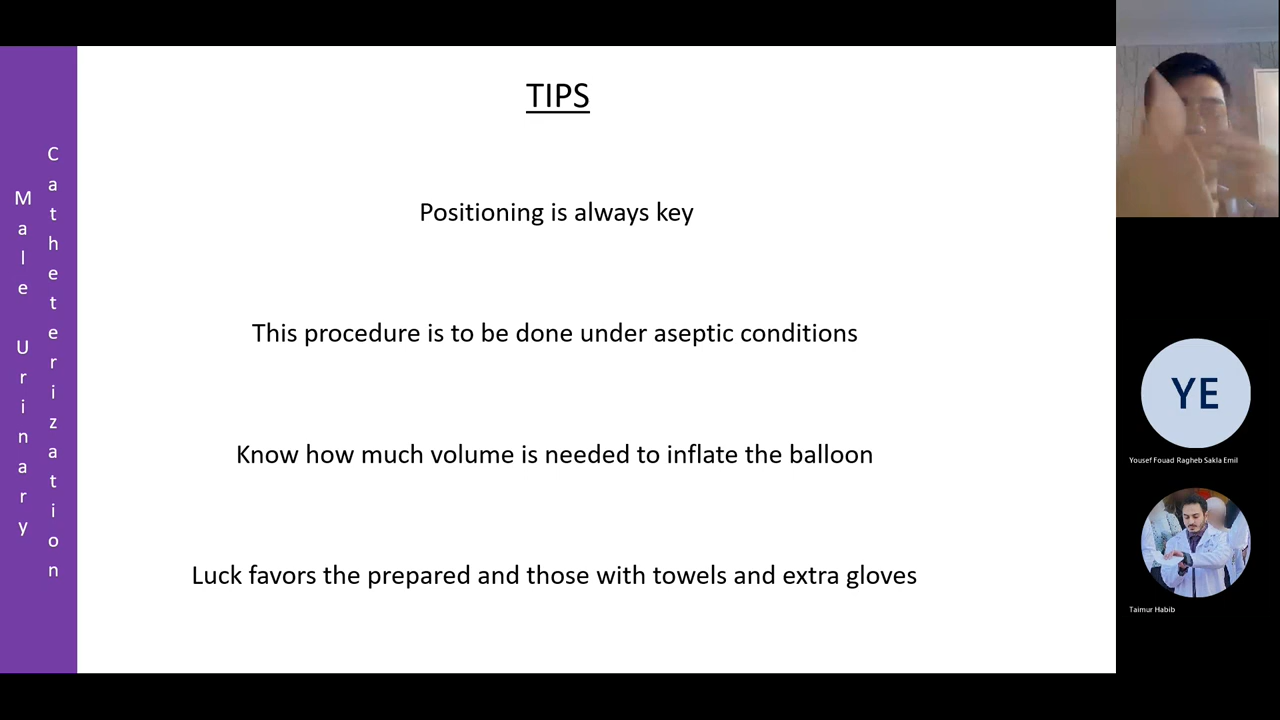 Male Urinary
Catheterization
TIPS
Positioning is always key
This procedure is to be done under aseptic conditions
Know how much volume is needed to inflate the balloon
Luck favors the prepared and those with towels and extra gloves
YE
Yousef Fouad Ragheb Sakla Emil
Taimur Habib